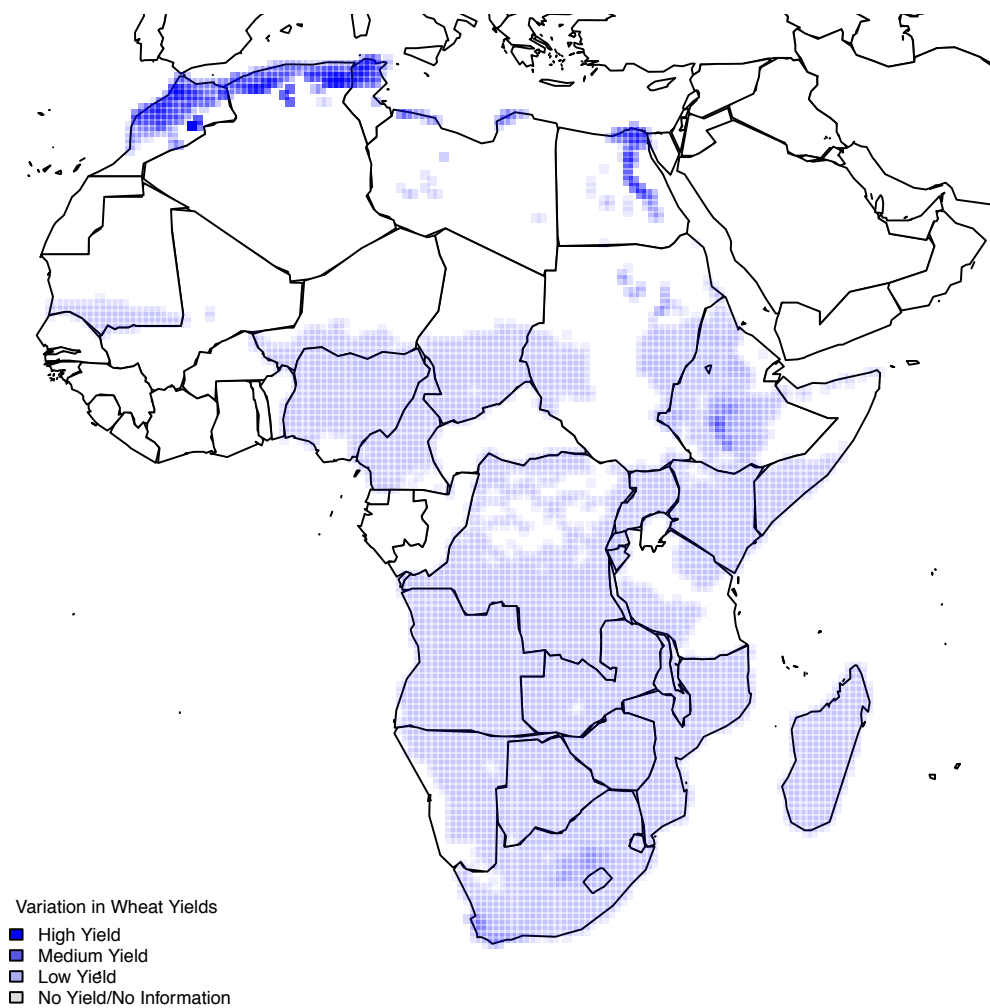 Variation in Wheat Yields
High Yield
Medium Yield
Low Yield
No Yield/No Information